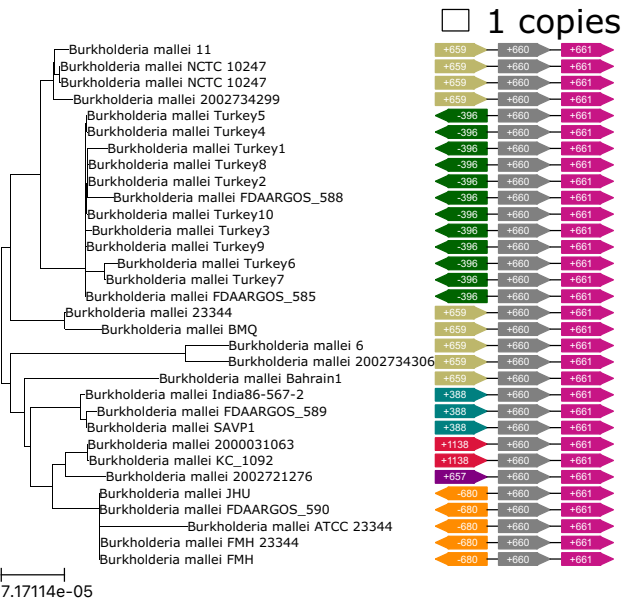 1 copies
Burkholderia mallei 11 +659 +660 +661
Burkholderia mallei NCTC 10247 +659 +660 +661
Burkholderia mallei NCTC 10247 +659 +660 +661
Burkholderia mallei 2002734299 +659 +660 +661
Burkholderia mallei Turkey5 -396 +660 +661
Burkholderia mallei Turkey4 -396 +660 +661
Burkholderia mallei Turkey1 -396 +660 +661
Burkholderia mallei Turkey8 -396 +660 +661
Burkholderia mallei Turkey2 -396 +660 +661
Burkholderia mallei FDAARGOS_588 -396 +660 +661
Burkholderia mallei Turkey10 -396 +660 +661
Burkholderia mallei Turkey3 -396 +660 +661
Burkholderia mallei Turkey9 -396 +660 +661
Burkholderia mallei Turkey6 -396 +660 +661
Burkholderia mallei Turkey7 -396 +660 +661
Burkholderia mallei FDAARGOS_585 -396 +660 +661
Burkholderia mallei 23344 +659 +660 +661
Burkholderia mallei BMQ +659 +660 +661
Burkholderia mallei 6 +659 +660 +661
Burkholderia mallei 2002734306 +659 +660 +661
Burkholderia mallei Bahrain1 +659 +660 +661
Burkholderia mallei India86-567-2 +388 +660 +661
Burkholderia mallei FDAARGOS_589 +388 +660 +661
Burkholderia mallei SAVP1 +388 +660 +661
Burkholderia mallei 2000031063 +1138 +660 +661
Burkholderia mallei KC_1092 +1138 +660 +661
Burkholderia mallei 2002721276 +657 +660 +661
Burkholderia mallei JHU -680 +660 +661
Burkholderia mallei FDAARGOS_590 -680 +660 +661
Burkholderia mallei ATCC 23344 -680 +660 +661
Burkholderia mallei FMH 23344 -680 +660 +661
Burkholderia mallei FMH -680 +660 +661
7.17114e-05